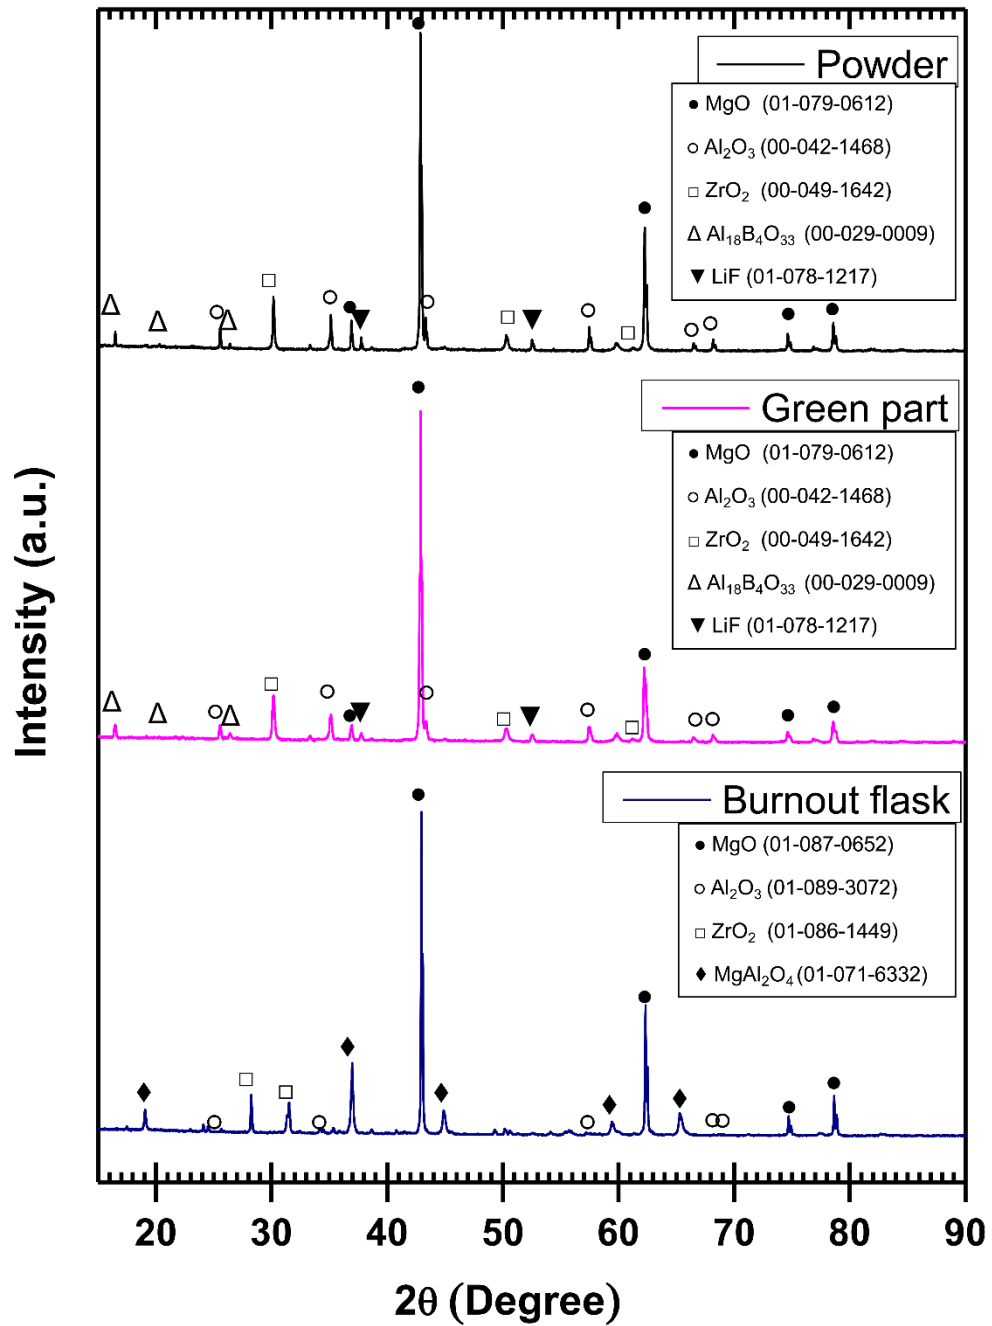 Powder
● MgO (01-079-0612)
○ Al₂O₃ (00-042-1468)
□ ZrO₂ (00-049-1642)
Δ Al₁₈B₄O₃₃ (00-029-0009)
▼ LiF (01-078-1217)
Green part
● MgO (01-079-0612)
○ Al₂O₃ (00-042-1468)
□ ZrO₂ (00-049-1642)
Δ Al₁₈B₄O₃₃ (00-029-0009)
▼ LiF (01-078-1217)
Intensity (a.u.)
Burnout flask
● MgO (01-087-0652)
○ Al₂O₃ (01-089-3072)
□ ZrO₂ (01-086-1449)
♦ MgAl₂O₄ (01-071-6332)
20 30 40 50 60 70 80 90
2θ (Degree)